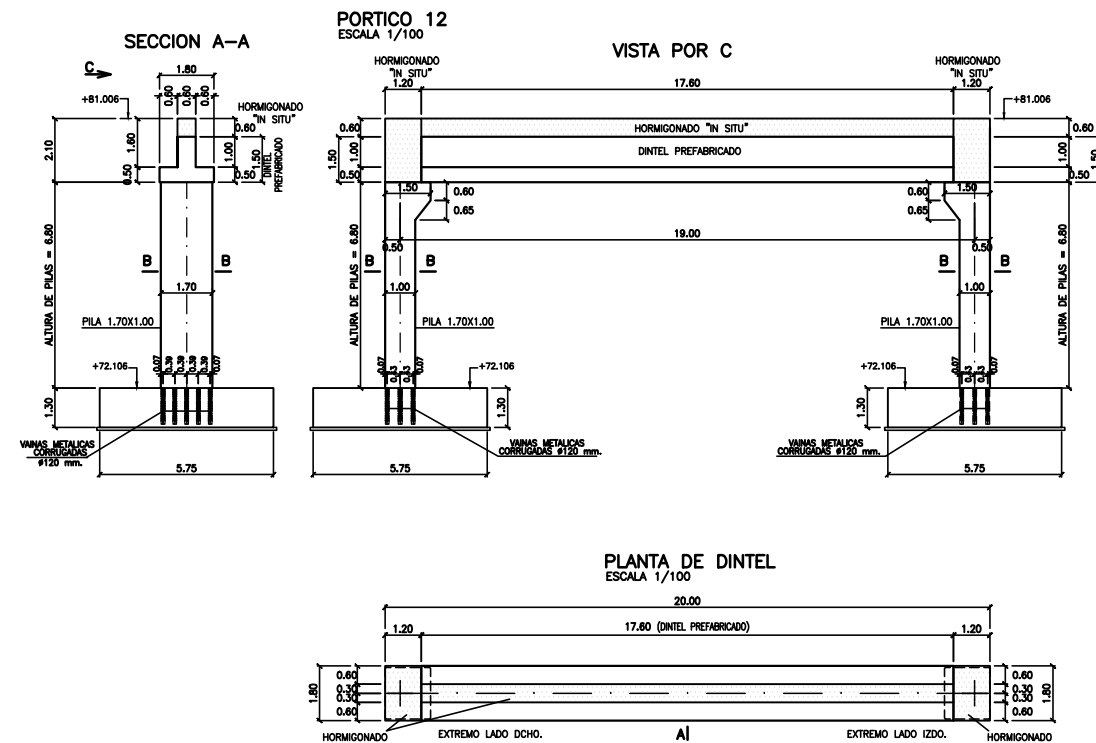 PORTICO 12
ESCALA 1/100
SECCION A-A
VISTA POR C
C
1.80
0.60
0.60
0.60
+81.006
HORMIGONADO
"IN SITU"
2.10
1.60
0.50
0.60
1.00
0.50
1.50
DINTEL
PREFABRICADO
ALTURA DE PILAS = 6.80
B
B
1.70
PILA 1.70X1.00
0.07
0.39
0.39
0.39
0.39
0.07
+72.106
1.30
VAINAS METALICAS
CORRUGADAS
ø120 mm.
5.75
HORMIGONADO
"IN SITU"
1.20
17.60
HORMIGONADO
"IN SITU"
1.20
+81.006
0.60
1.00
0.50
1.50
HORMIGONADO "IN SITU"
DINTEL PREFABRICADO
0.60
1.00
0.50
1.50
1.50
0.60
0.65
0.60
0.65
1.50
19.00
0.50
0.50
ALTURA DE PILAS = 6.80
B
B
B
B
ALTURA DE PILAS = 6.80
1.00
1.00
PILA 1.70X1.00
PILA 1.70X1.00
0.07
0.43
0.43
0.07
+72.106
1.30
+72.106
0.07
0.43
0.43
0.07
1.30
VAINAS METALICAS
CORRUGADAS ø120 mm.
VAINAS METALICAS
CORRUGADAS ø120 mm.
5.75
5.75
PLANTA DE DINTEL
ESCALA 1/100
20.00
1.20
17.60 (DINTEL PREFABRICADO)
1.20
1.80
0.60
0.30
0.30
0.60
0.60
0.30
0.30
0.60
1.80
HORMIGONADO
EXTREMO LADO DCHO.
A
EXTREMO LADO IZDO.
HORMIGONADO